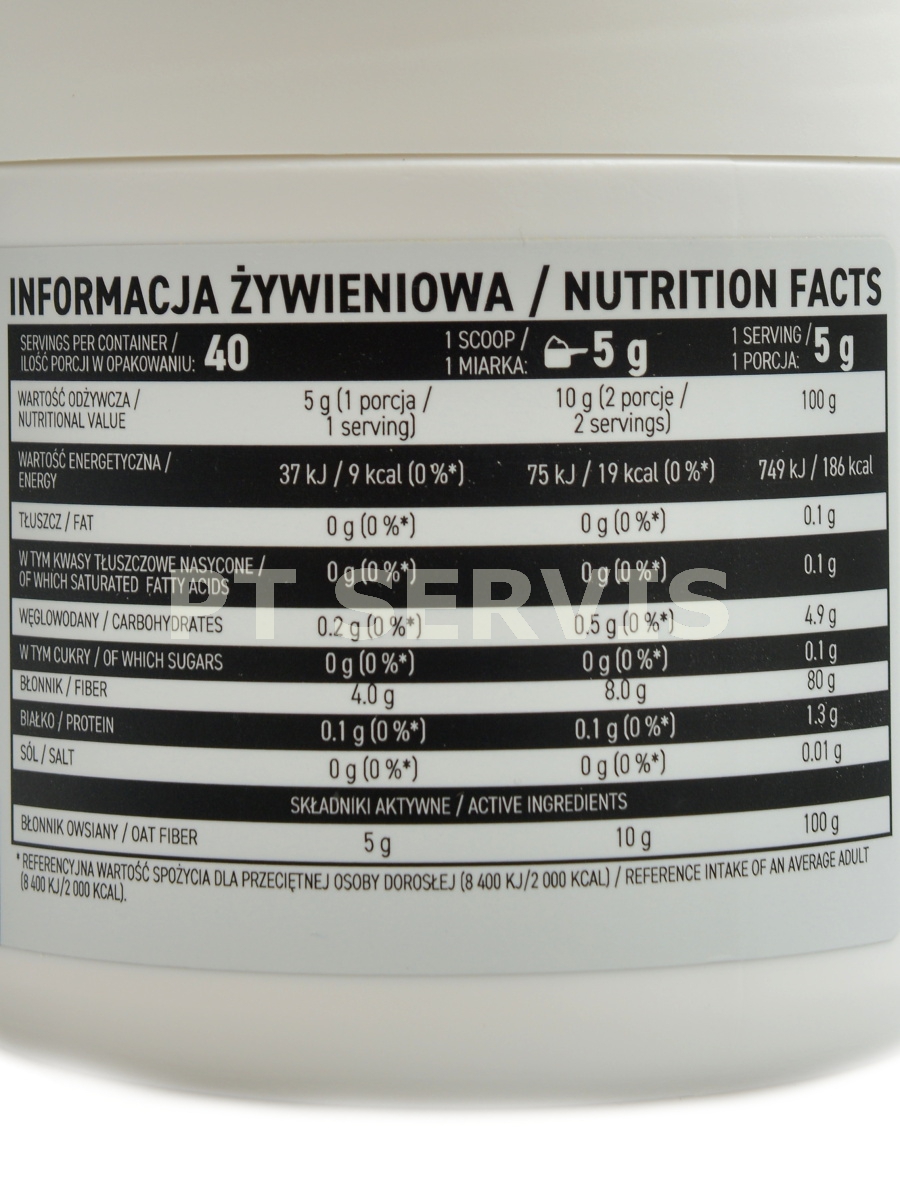 INFORMACJA ŻYWIENIOWA / NUTRITION FACTS
SERVINGS PER CONTAINER / ILOŚĆ PORCJI W OPAKOWANIU: 40 1 SCOOP / 1 MIARKA: 5 g 1 SERVING / 1 PORCJA: 5 g
WARTOŚĆ ODŻYWCZA / NUTRITIONAL VALUE 5 g (1 porcja / 1 serving) 10 g (2 porcje / 2 servings) 100 g
WARTOŚĆ ENERGETYCZNA / ENERGY 37 kJ / 9 kcal (0 %*) 75 kJ / 19 kcal (0 %*) 749 kJ / 186 kcal
TŁUSZCZ / FAT 0 g (0 %*) 0 g (0 %*) 0.1 g
W TYM KWASY TŁUSZCZOWE NASYCONE / OF WHICH SATURATED FATTY ACIDS 0 g (0 %*) 0 g (0 %*) 0.1 g
PT SERVIS
WĘGLOWODANY / CARBOHYDRATES 0.2 g (0 %*) 0.5 g (0 %*) 4.9 g
W TYM CUKRY / OF WHICH SUGARS 0 g (0 %*) 0 g (0 %*) 0.1 g
BŁONNIK / FIBER 4.0 g 8.0 g 80 g
BIAŁKO / PROTEIN 0.1 g (0 %*) 0.1 g (0 %*) 1.3 g
SÓL / SALT 0 g (0 %*) 0 g (0 %*) 0.01 g
SKŁADNIKI AKTYWNE / ACTIVE INGREDIENTS
BŁONNIK OWSIANY / OAT FIBER 5 g 10 g 100 g
* REFERENCYJNA WARTOŚĆ SPOŻYCIA DLA PRZECIĘTNEJ OSOBY DOROSŁEJ (8 400 KJ/2 000 KCAL) / REFERENCE INTAKE OF AN AVERAGE ADULT
(8 400 KJ/2 000 KCAL).